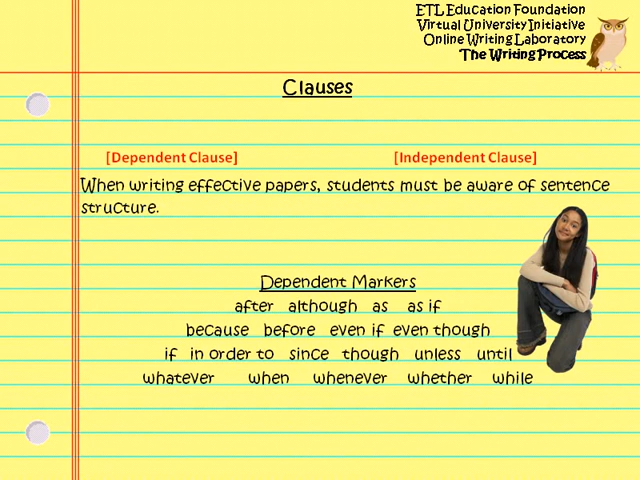 ETL Education Foundation
Virtual University Initiative
Online Writing Laboratory
The Writing Process
Clauses
[Dependent Clause] [Independent Clause]
When writing effective papers, students must be aware of sentence
structure.
Dependent Markers
after although as as if
because before even if even though
if in order to since though unless until
whatever when whenever whether while